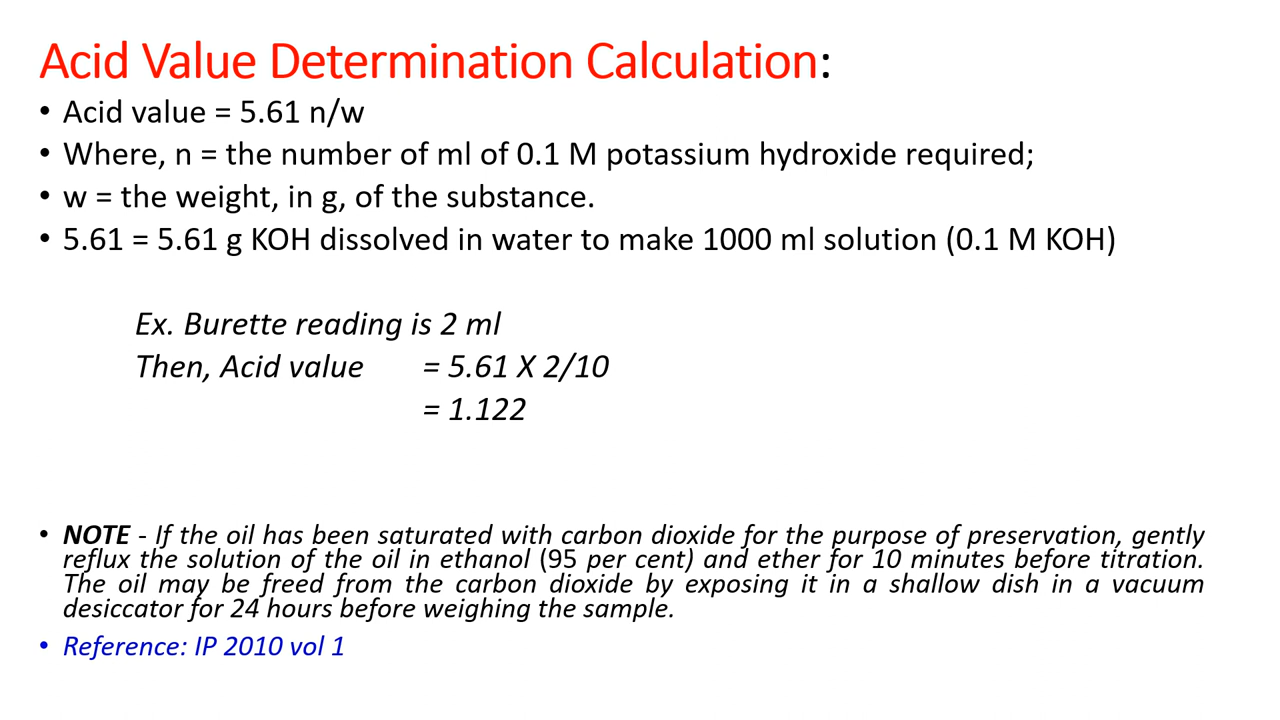 Acid Value Determination Calculation:
• Acid value = 5.61 n/w
• Where, n = the number of ml of 0.1 M potassium hydroxide required;
• w = the weight, in g, of the substance.
• 5.61 = 5.61 g KOH dissolved in water to make 1000 ml solution (0.1 M KOH)
Ex. Burette reading is 2 ml
Then, Acid value = 5.61 X 2/10
= 1.122
• NOTE - If the oil has been saturated with carbon dioxide for the purpose of preservation, gently
reflux the solution of the oil in ethanol (95 per cent) and ether for 10 minutes before titration.
The oil may be freed from the carbon dioxide by exposing it in a shallow dish in a vacuum
desiccator for 24 hours before weighing the sample.
• Reference: IP 2010 vol 1